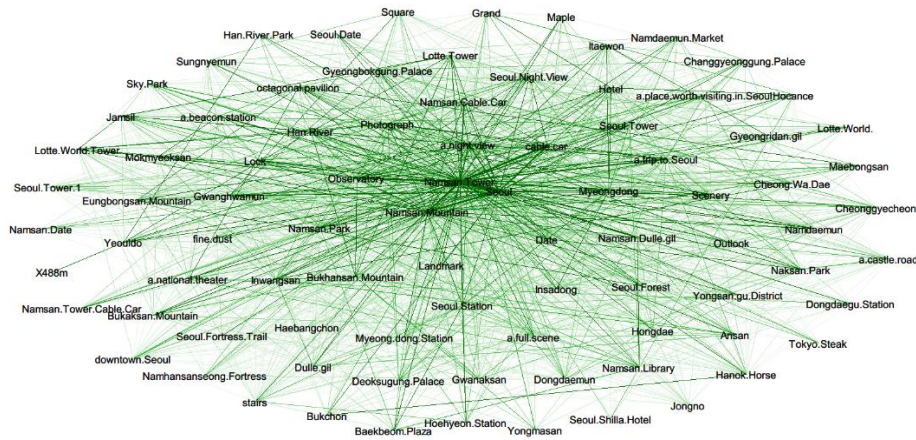 Square
Grand
Maple
Han.River.Park
Seoul.Date
Itaewon
Namdaemun.Market
Sungnyemun
Lotte.Tower
Changgyeonggung.Palace
Gyeongbokgung.Palace
Seoul.Night.View
Sky.Park
octagonal.pavilion
Hotel
a.place.worth-visiting.in.SeoulHocance
Namsan.Cable.Car
Jamsil
a.beacon.station
Photograph
Seoul.Tower
Lotte.World.
Han.River
Gyeongridan.gil
Lotte.World.Tower
Mokmyeoksan
Lock
a.night.view
cable.car
a.trip.to.Seoul
Maebongsan
Observatory
Namsan.Tower
Seoul
Myeongdong
Scenery
Cheong.Wa.Dae
Seoul.Tower.1
Eungbongsan.Mountain
Gwanghwamun
Cheonggyecheon
Namsan.Mountain
Namsan.Date
Yeouido
fine.dust
Namsan.Park
Date
Namsan.Dulle.gil
Outlook
Namdaemun
X488m
a.national.theater
Inwangsan
Bukhansan.Mountain
Landmark
Naksan.Park
a.castle.road
Insadong
Seoul.Forest
Yongsan.gu.District
Dongdaegu.Station
Namsan.Tower.Cable.Car
Bukaksan.Mountain
Seoul.Station
Seoul.Fortress.Trail
Haebangchon
Myeong.dong.Station
a.full.scene
Hongdae
Ansan
Tokyo.Steak
downtown.Seoul
Namhansanseong.Fortress
Dulle.gil
Deoksugung.Palace
Gwanaksan
Dongdaemun
Namsan.Library
Hanok.Horse
stairs
Bukchon
Baekbeom.Plaza
Hoehyeon.Station
Yongmasan
Seoul.Shilla.Hotel
Jongno